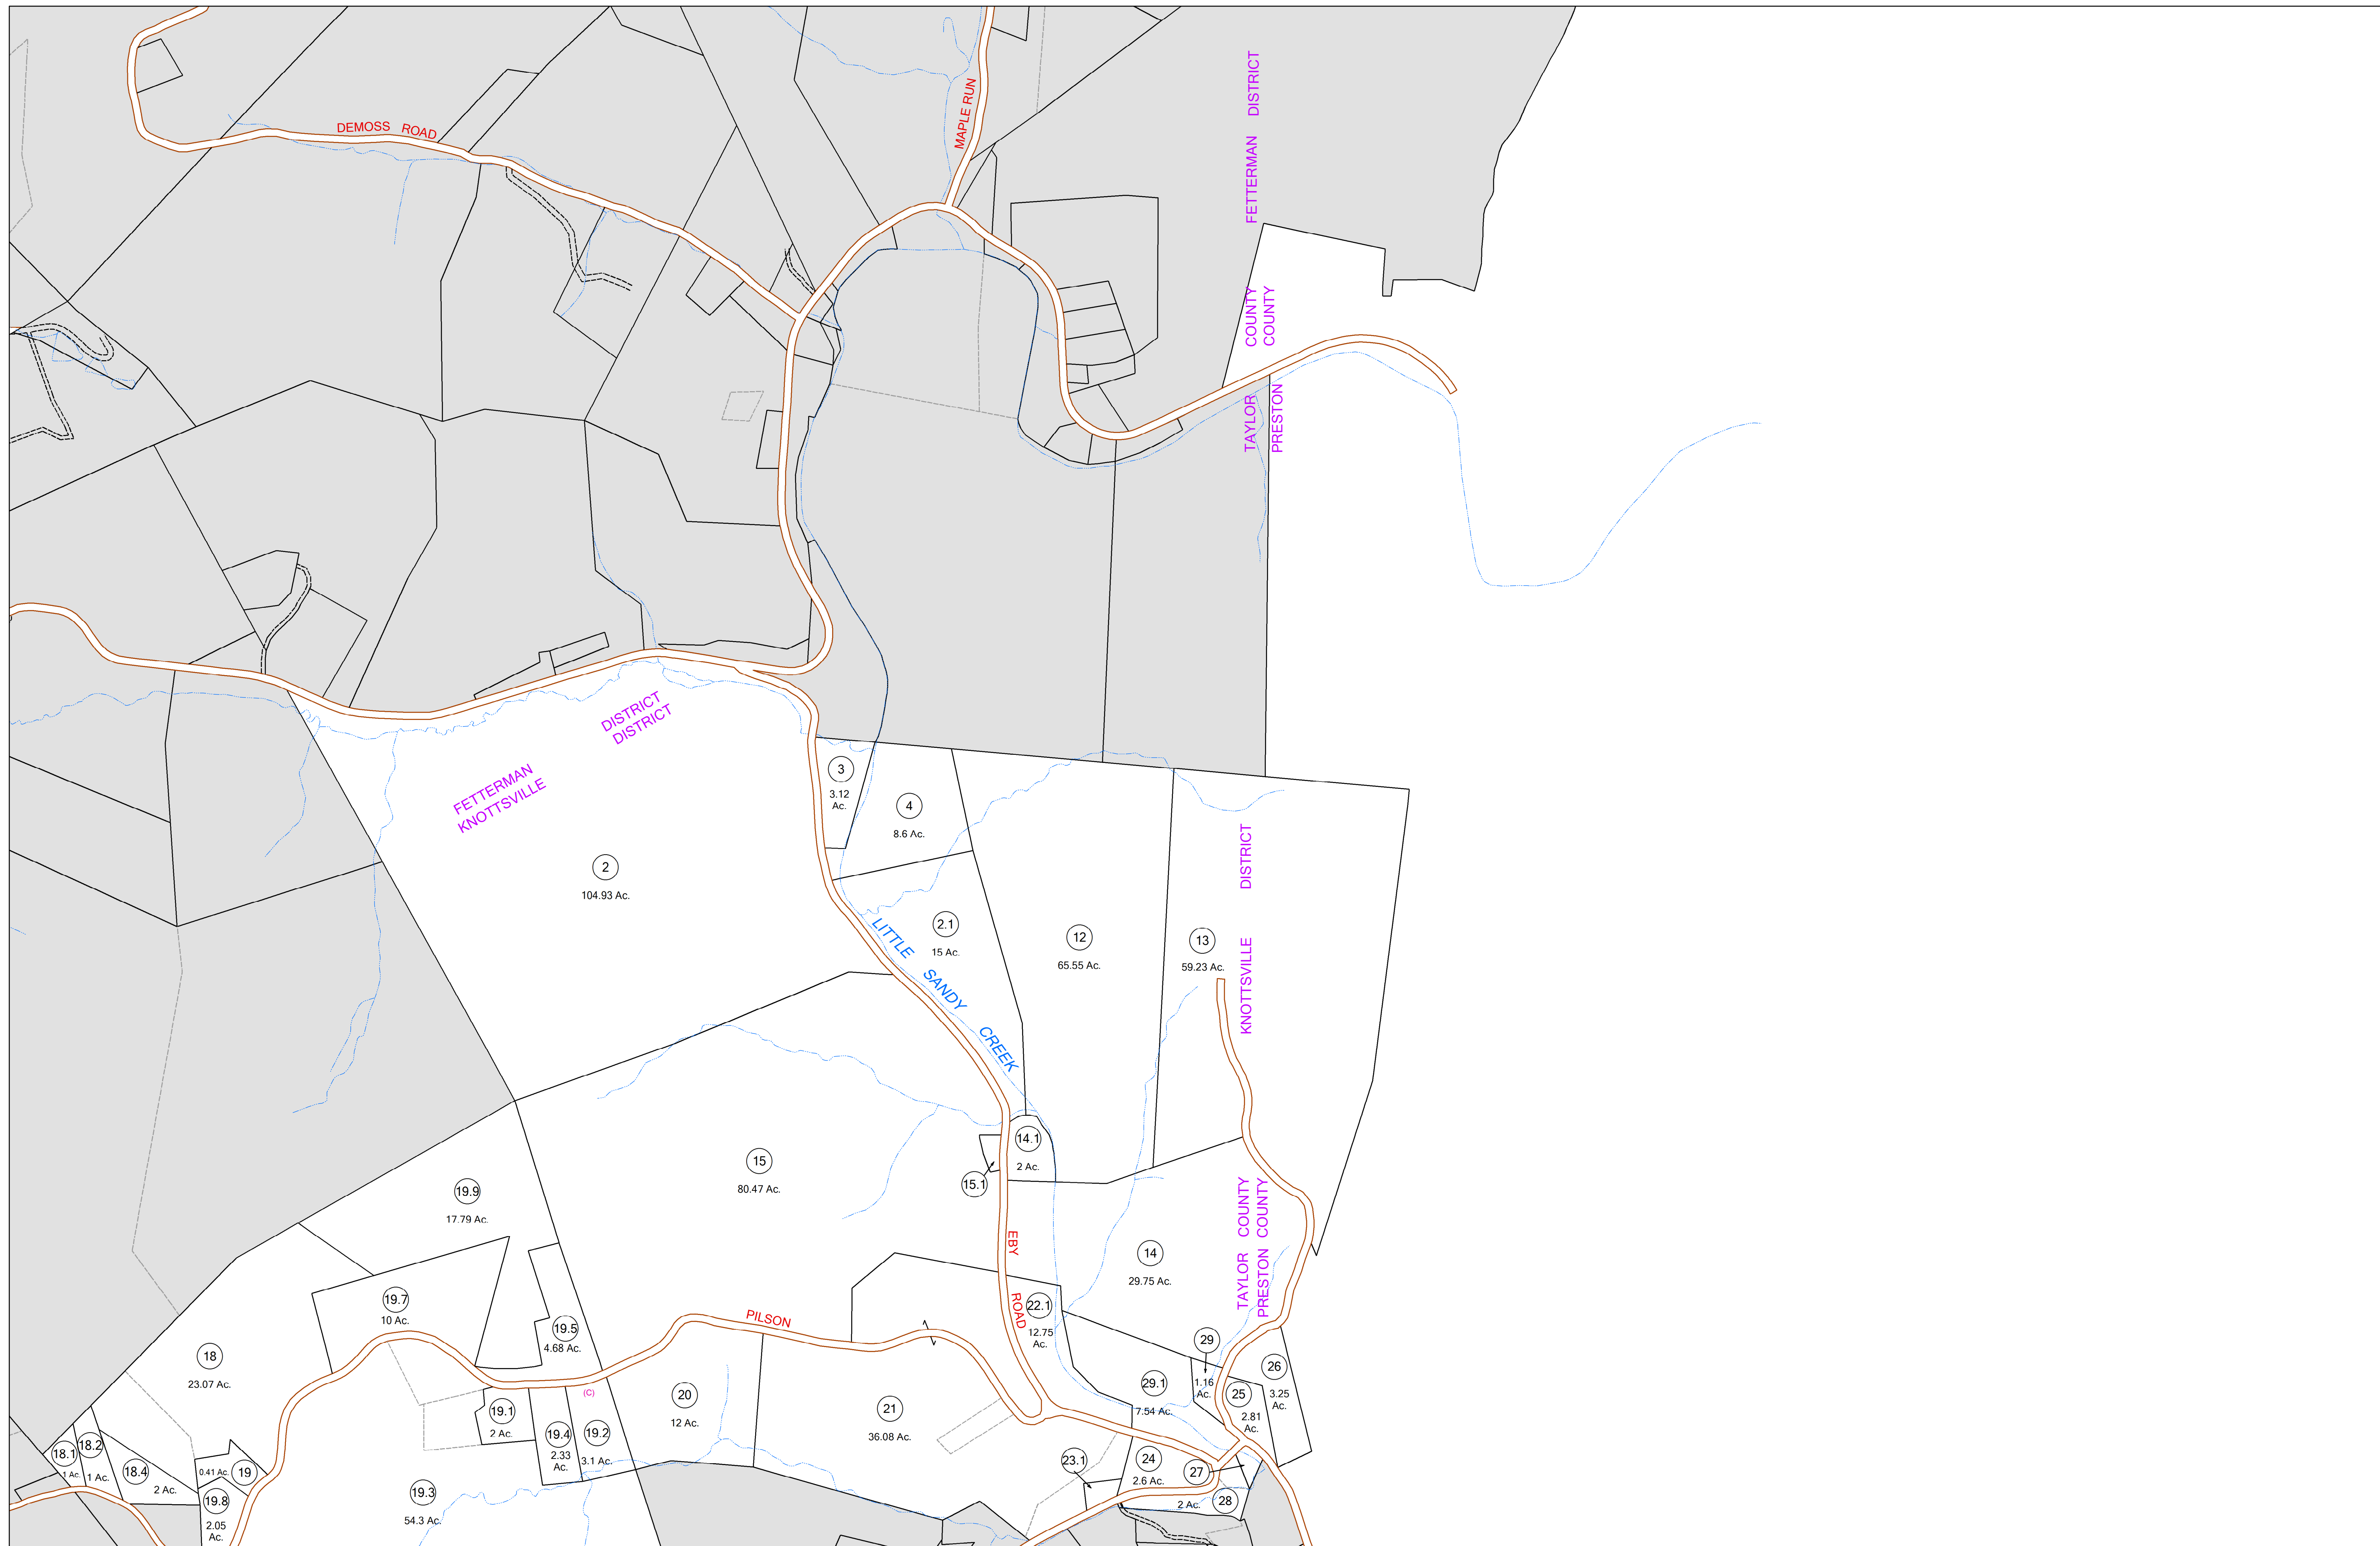 FETTERMAN DISTRICT
MAPLE RUN
DEMOSS ROAD
TAYLOR COUNTY
PRESTON COUNTY
FETTERMAN DISTRICT
KNOTTSVILLE DISTRICT
3
3.12
Ac.
4
8.6 Ac.
2
104.93 Ac.
KNOTTSVILLE DISTRICT
LITTLE SANDY CREEK
2.1
15 Ac.
12
65.55 Ac.
13
59.23 Ac.
14.1
2 Ac.
15
80.47 Ac.
15.1
19.9
17.79 Ac.
EBY ROAD
14
29.75 Ac.
TAYLOR COUNTY
PRESTON COUNTY
19.7
10 Ac.
PILSON
22.1
12.75
Ac.
19.5
4.68 Ac.
18
23.07 Ac.
29
1.16
Ac.
26
3.25
Ac.
(C)
29.1
7.54 Ac.
25
2.81
Ac.
20
12 Ac.
21
36.08 Ac.
19.1
2 Ac.
19.4
2.33
Ac.
19.2
3.1 Ac.
18.1
1 Ac.
18.2
1 Ac.
18.4
2 Ac.
0.41 Ac.
19
23.1
24
2.6 Ac.
27
19.8
2.05
Ac.
19.3
54.3 Ac.
2 Ac.
28